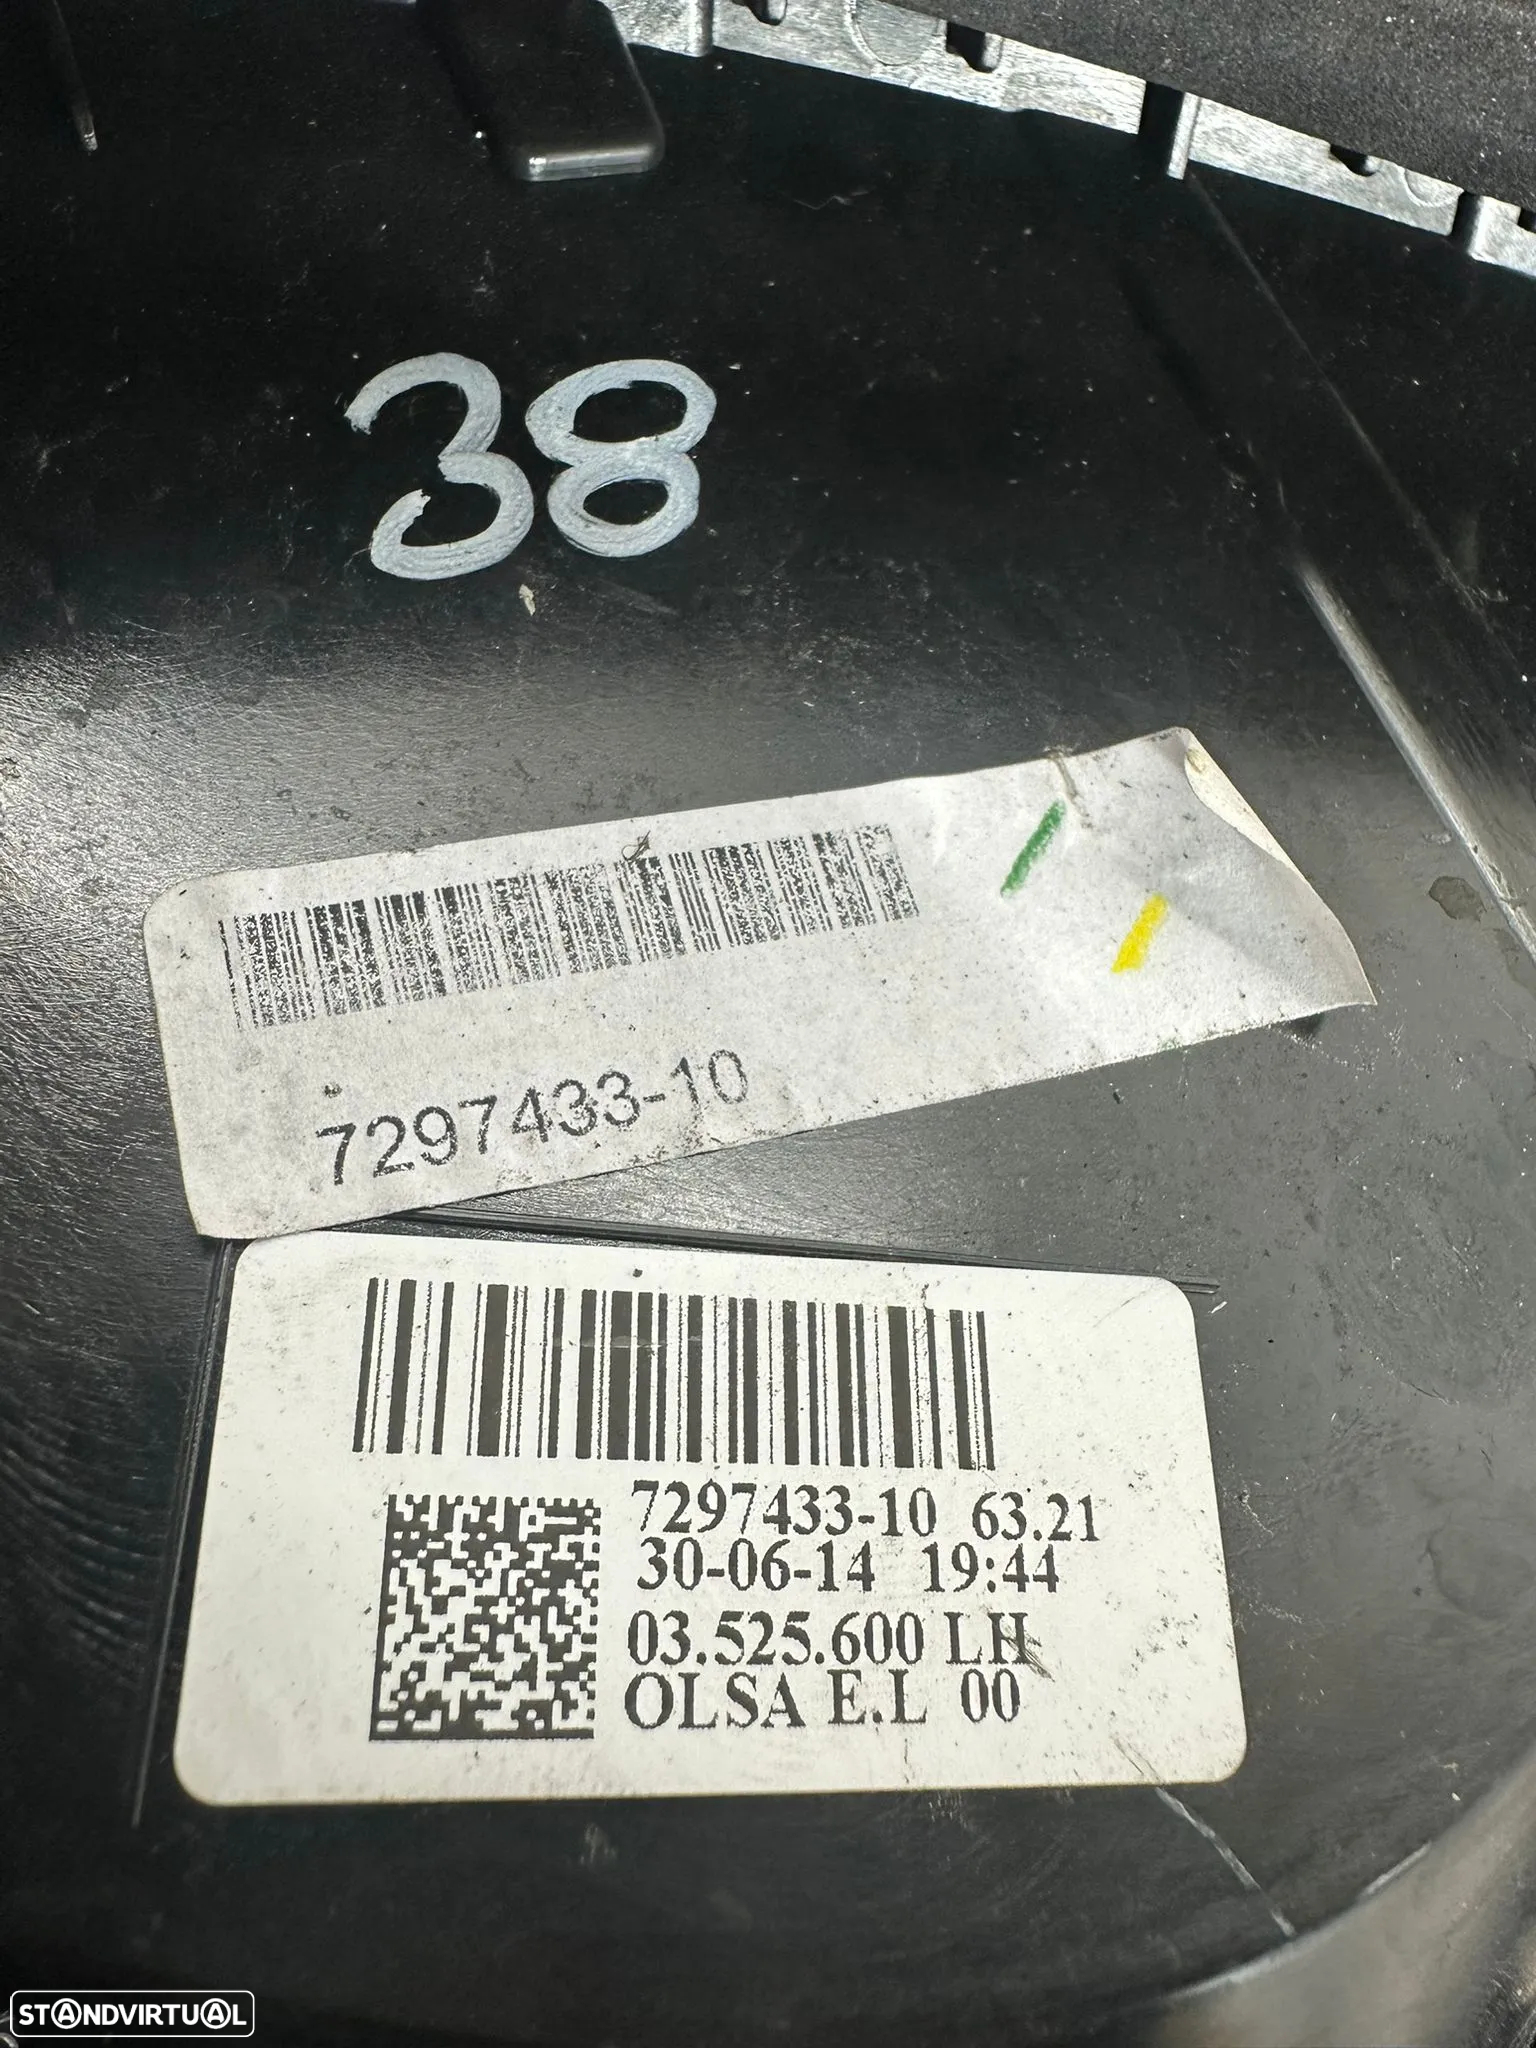 38
7297433-10
7297433-10 63.21
30-06-14 19:44
03.525.600 LH
OLSA E.L 00
STANDVIRTUAL